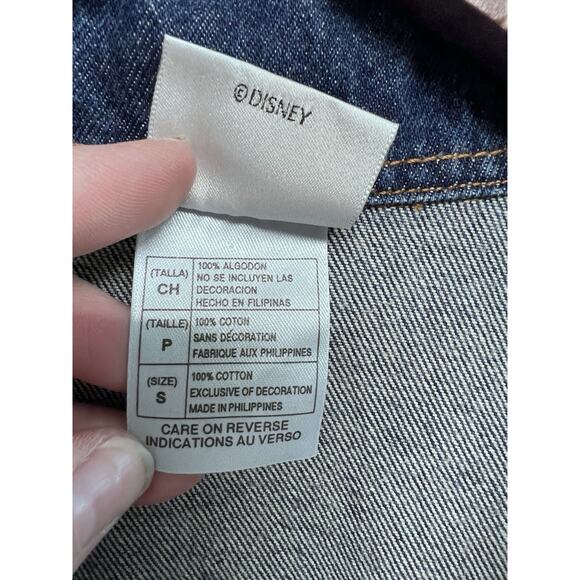 ©DISNEY
(TALLA) CH
100% ALGODON
NO SE INCLUYEN LAS
DECORACION
HECHO EN FILIPINAS
(TAILLE) P
100% COTON
SANS DÉCORATION
FABRIQUE AUX PHILIPPINES
(SIZE) S
100% COTTON
EXCLUSIVE OF DECORATION
MADE IN PHILIPPINES
CARE ON REVERSE
INDICATIONS AU VERSO